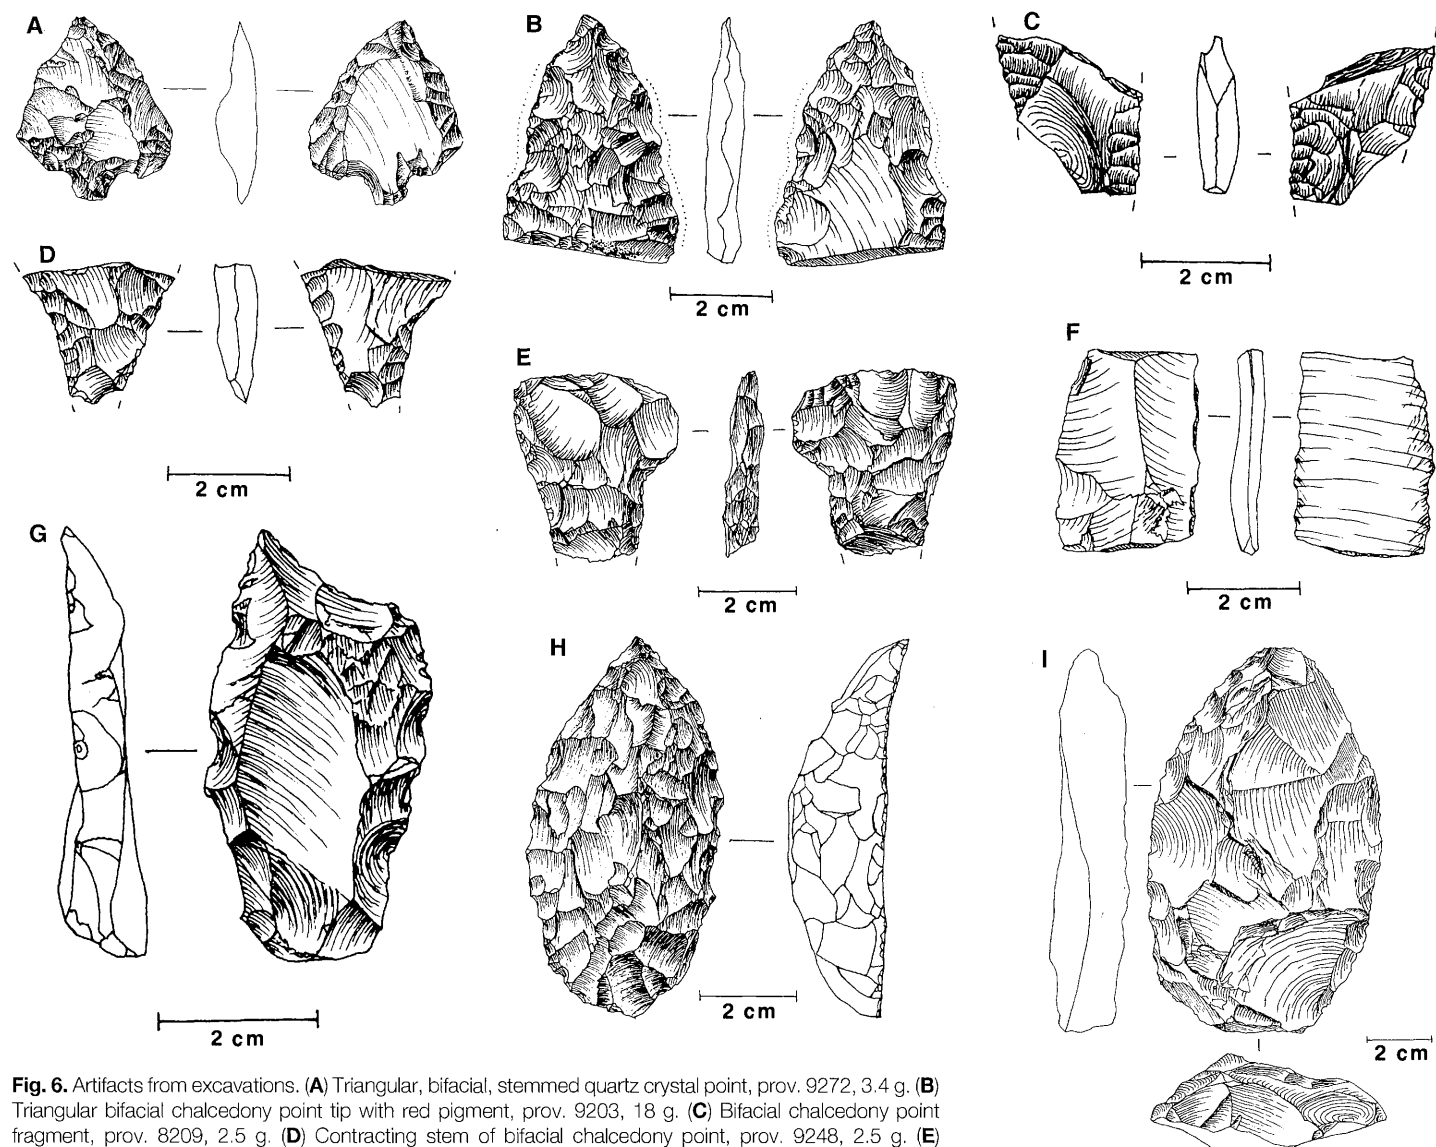 A
B
C
2 cm
D
2 cm
2 cm
E
F
2 cm
2 cm
G
H
I
2 cm
2 cm
2 cm
Fig. 6. Artifacts from excavations. (A) Triangular, bifacial, stemmed quartz crystal point, prov. 9272, 3.4 g. (B)
Triangular bifacial chalcedony point tip with red pigment, prov. 9203, 18 g. (C) Bifacial chalcedony point
fragment, prov. 8209, 2.5 g. (D) Contracting stem of bifacial chalcedony point, prov. 9248, 2.5 g. (E)